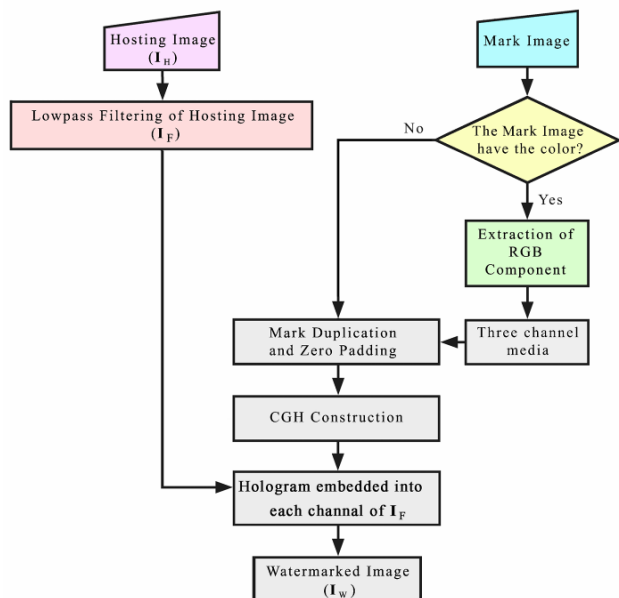 Hosting Image
(I_H)
Mark Image
Lowpass Filtering of Hosting Image
(I_F)
No
The Mark Image
have the color?
Yes
Extraction of
RGB
Component
Mark Duplication
and Zero Padding
Three channel
media
CGH Construction
Hologram embedded into
each channel of I_F
Watermarked Image
(I_W)